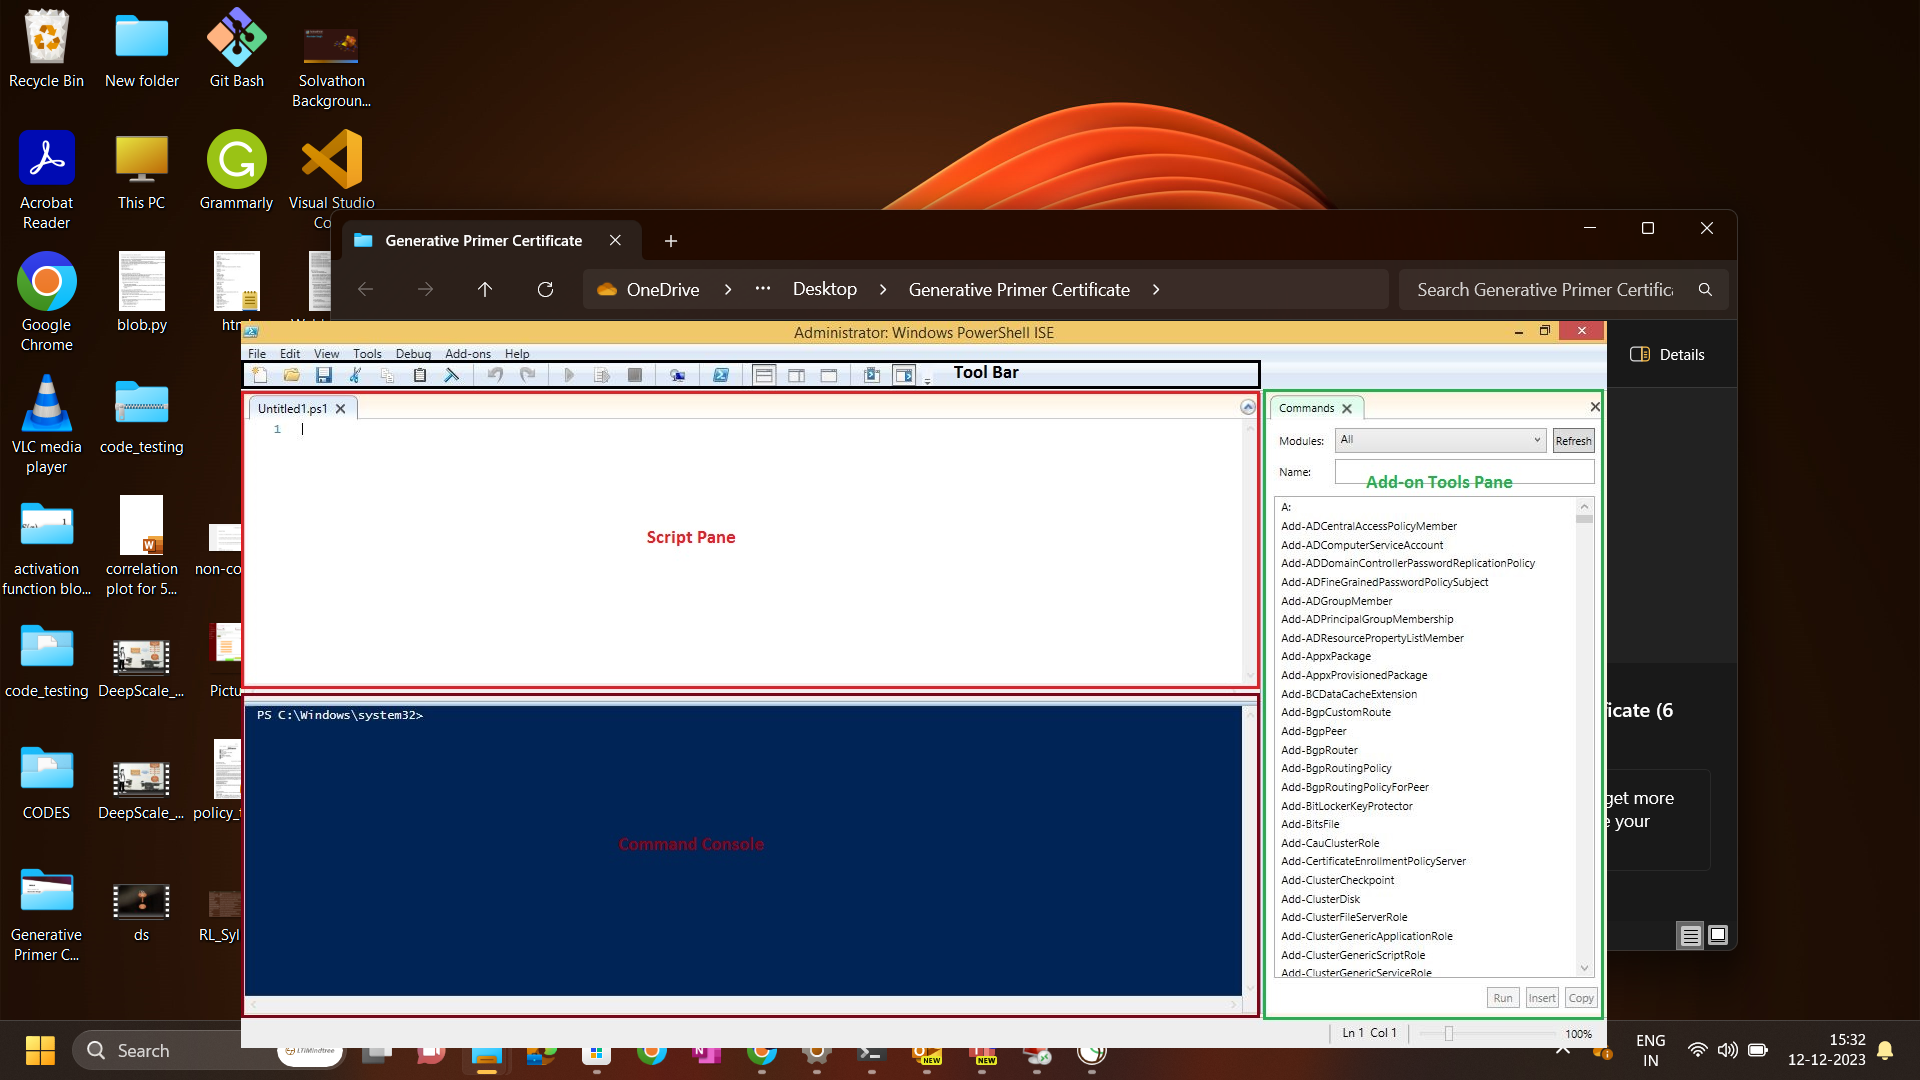 Recycle Bin
New folder
Git Bash
Solvathon
Backgroun...
Acrobat
Reader
This PC
Grammarly
Visual Studio
Co
Google
Chrome
blob.py
htn
VLC media
player
code_testing
activation
function blo...
correlation
plot for 5...
non-co
code_testing
DeepScale_...
Pictu
CODES
DeepScale_...
policy_t
Generative
Primer C...
ds
RL_Syl
Generative Primer Certificate
OneDrive
...
Desktop
Generative Primer Certificate
Search Generative Primer Certific
Details
ficate (6
get more
e your
Administrator: Windows PowerShell ISE
File Edit View Tools Debug Add-ons Help
Tool Bar
Untitled1.ps1
1
Script Pane
PS C:\Windows\system32>
Command Console
Commands
Modules:
All
Refresh
Name:
Add-on Tools Pane
A:
Add-ADCentralAccessPolicyMember
Add-ADComputerServiceAccount
Add-ADDomainControllerPasswordReplicationPolicy
Add-ADFineGrainedPasswordPolicySubject
Add-ADGroupMember
Add-ADPrincipalGroupMembership
Add-ADResourcePropertyListMember
Add-AppxPackage
Add-AppxProvisionedPackage
Add-BCDataCacheExtension
Add-BgpCustomRoute
Add-BgpPeer
Add-BgpRouter
Add-BgpRoutingPolicy
Add-BgpRoutingPolicyForPeer
Add-BitLockerKeyProtector
Add-BitsFile
Add-CauClusterRole
Add-CertificateEnrollmentPolicyServer
Add-ClusterCheckpoint
Add-ClusterDisk
Add-ClusterFileServerRole
Add-ClusterGenericApplicationRole
Add-ClusterGenericScriptRole
Add-ClusterGenericServiceRole
Run Insert Copy
Ln 1 Col 1
100%
Search
LTIMindtree
NEW
NEW
ENG
IN
15:32
12-12-2023